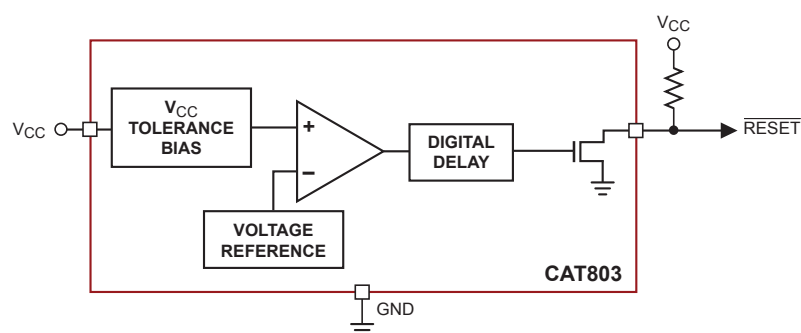 VCC
VCC
VCC
TOLERANCE
BIAS
+
−
DIGITAL
DELAY
RESET
VOLTAGE
REFERENCE
CAT803
GND